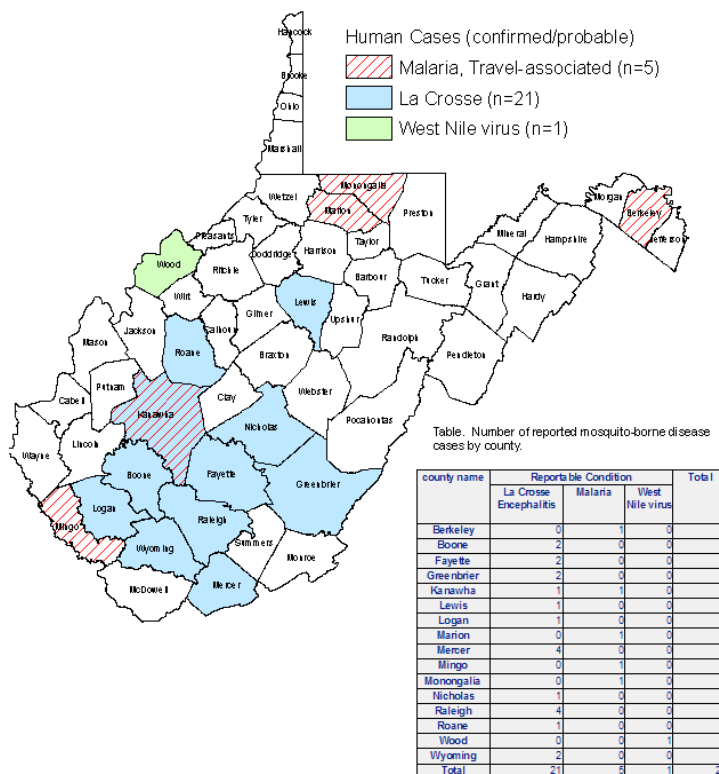 Human Cases (confirmed/probable)
Malaria, Travel-associated (n=5)
La Crosse (n=21)
West Nile virus (n=1)
Hancock
Brooke
Ohio
Marshall
Wetzel
Monongalia
Marion
Preston
Morgan
Berkeley
Jefferson
Tyler
Pleasants
Doddridge
Harrison
Taylor
Mineral
Hampshire
Wood
Ritchie
Barbour
Tucker
Grant
Hardy
Wirt
Lewis
Gilmer
Upshur
Calhoun
Jackson
Randolph
Mason
Roane
Braxton
Pendleton
Putnam
Cabell
Kanawha
Clay
Webster
Pocahontas
Nicholas
Wayne
Lincoln
Boone
Fayette
Greenbrier
Logan
Mingo
Raleigh
Wyoming
Summers
Monroe
McDowell
Mercer
Table. Number of reported mosquito-borne disease
cases by county.
county name Reportable Condition Total
La Crosse Encephalitis Malaria West Nile virus
Berkeley 0 1 0
Boone 2 0 0
Fayette 2 0 0
Greenbrier 2 0 0
Kanawha 1 1 0
Lewis 1 0 0
Logan 1 0 0
Marion 0 1 0
Mercer 4 0 0
Mingo 0 1 0
Monongalia 0 1 0
Nicholas 1 0 0
Raleigh 4 0 0
Roane 1 0 0
Wood 0 0 1
Wyoming 2 0 0
Total 21 5 1